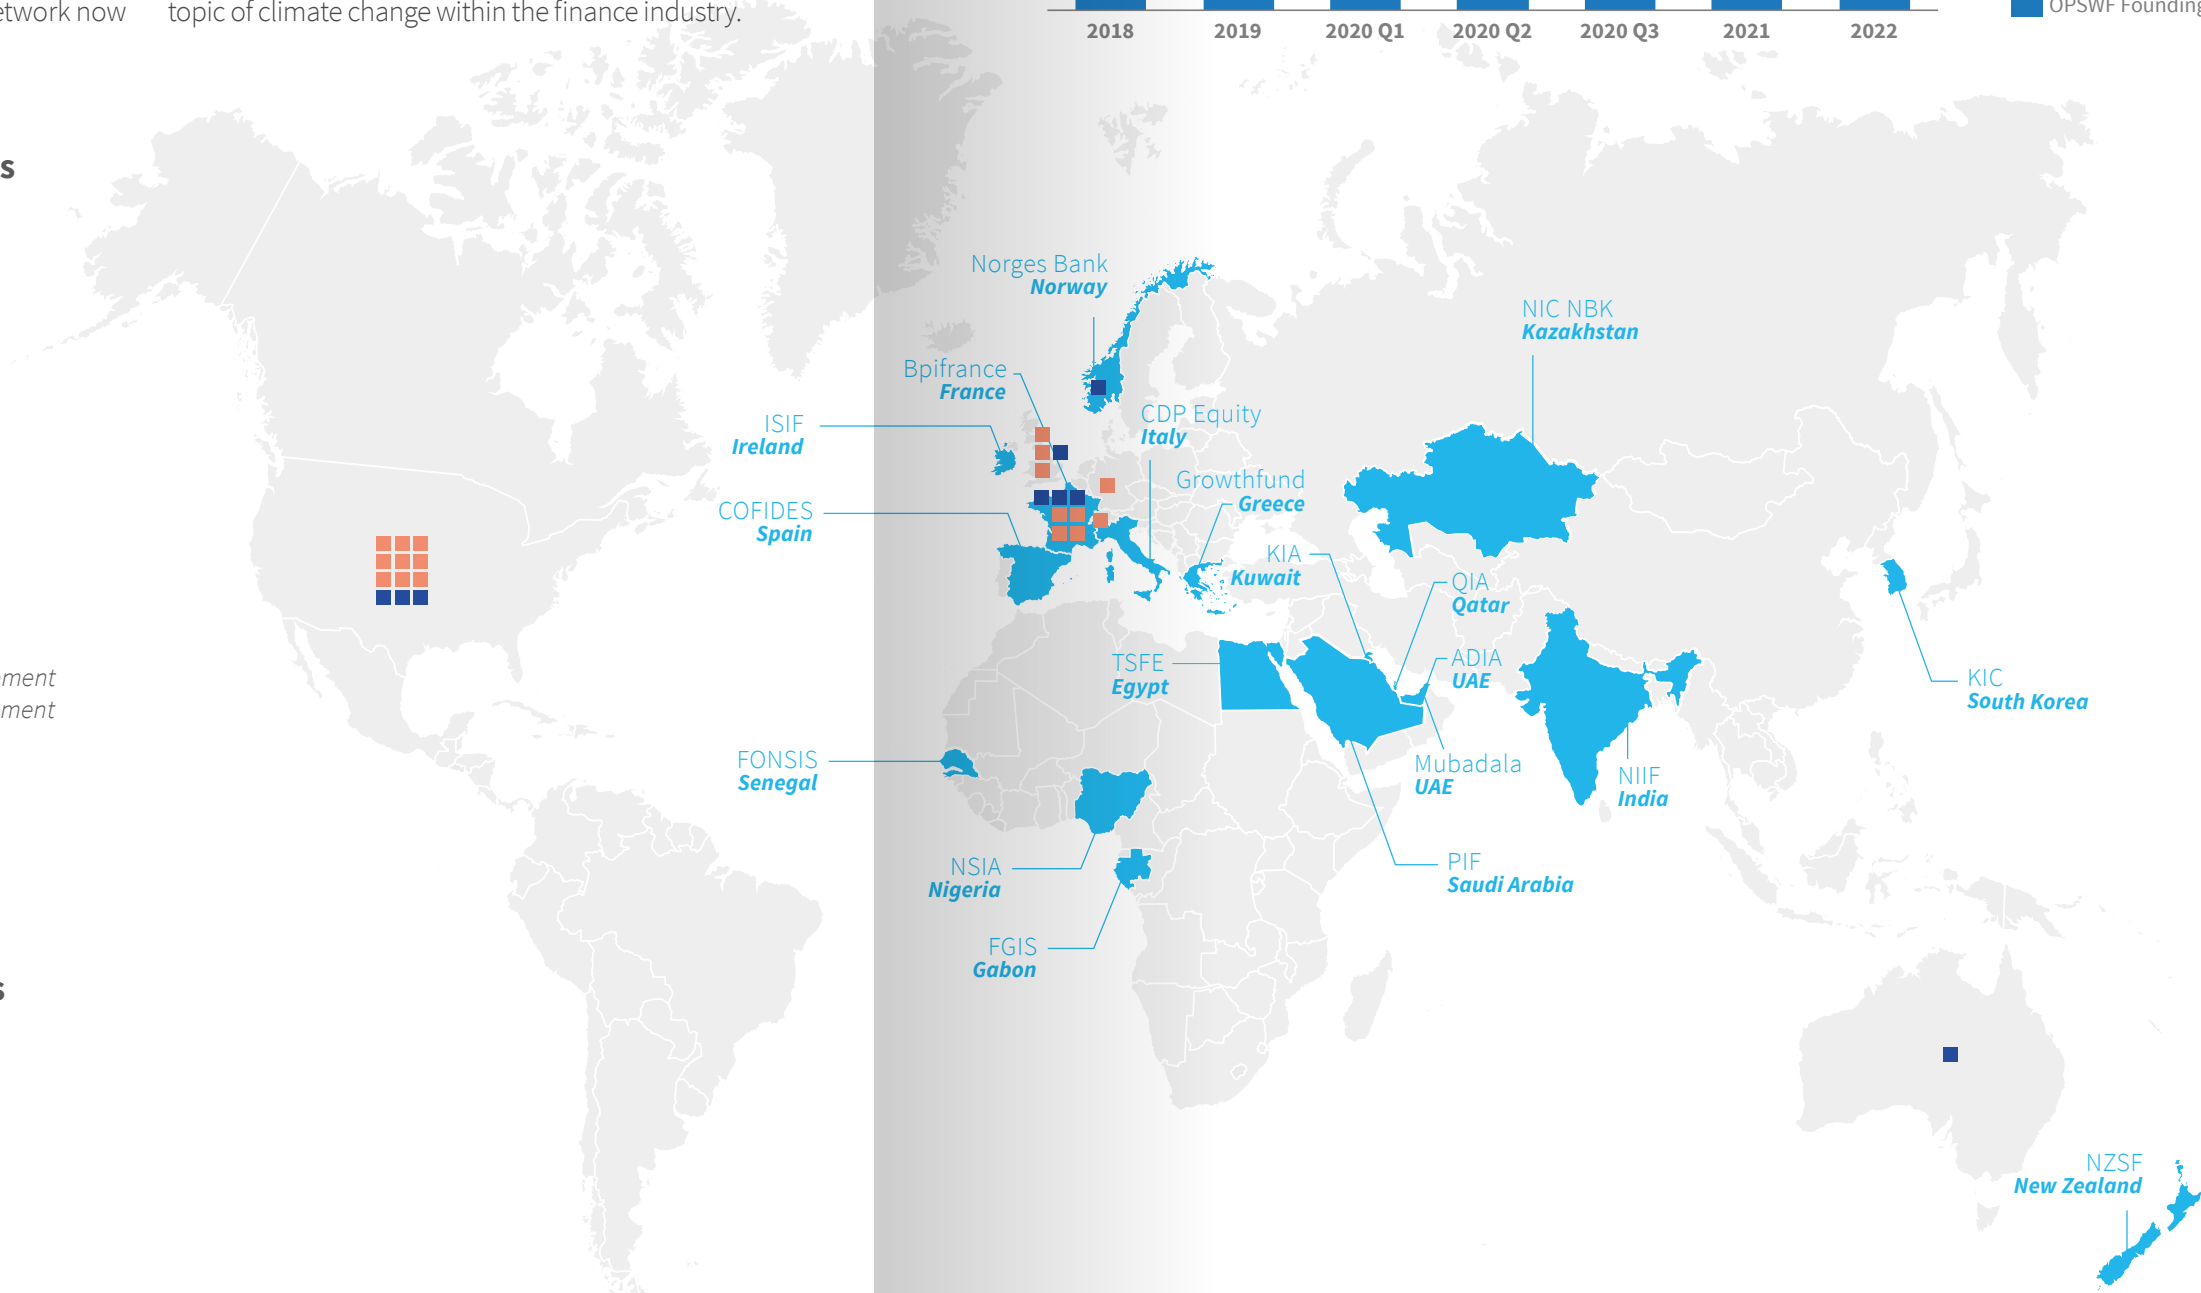 now
topic of climate change within the finance industry.
OPSWF Founding
2018 2019 2020 Q1 2020 Q2 2020 Q3 2021 2022
s
Norges Bank
Norway
NIC NBK
Kazakhstan
Bpifrance
France
CDP Equity
Italy
ISIF
Ireland
Growthfund
Greece
COFIDES
Spain
KIA
Kuwait
QIA
Qatar
TSFE
Egypt
ADIA
UAE
ment
ment
KIC
South Korea
FONSIS
Senegal
Mubadala
UAE
NIIF
India
NSIA
Nigeria
PIF
Saudi Arabia
FGIS
Gabon
s
NZSF
New Zealand